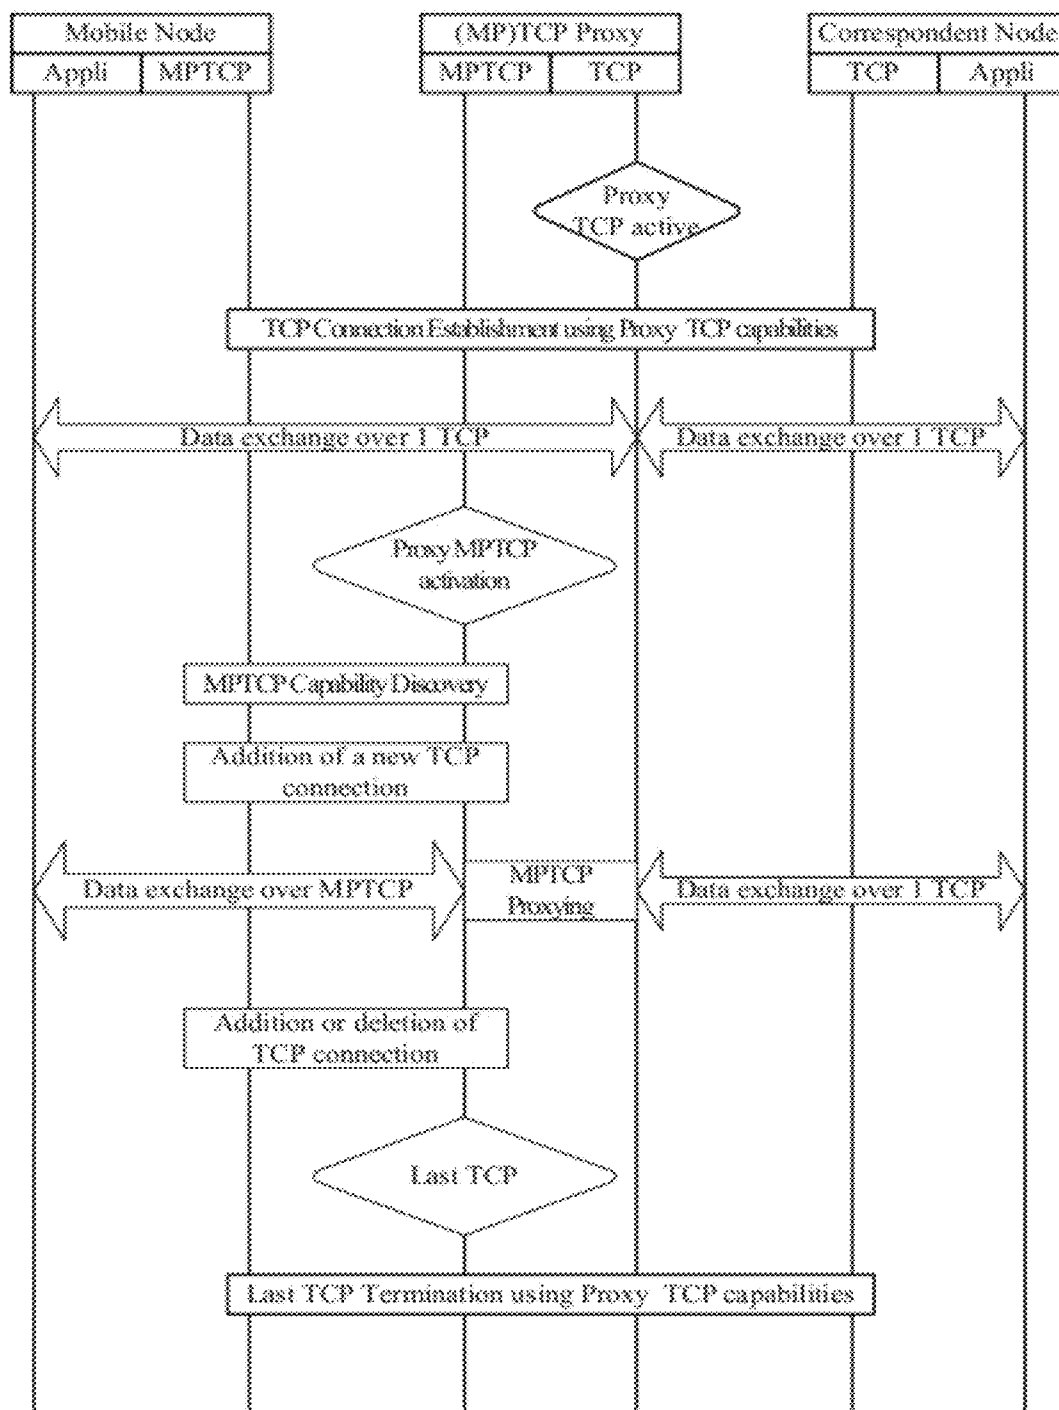 Mobile Node
(MP)TCP Proxy
Correspondent Node
Appli
MPTCP
MPTCP
TCP
TCP
Appli
Proxy
TCP active
TCP Connection Establishment using Proxy TCP capabilities
Data exchange over 1 TCP
Data exchange over 1 TCP
Proxy MPTCP
activation
MPTCP Capability Discovery
Addition of a new TCP
connection
Data exchange over MPTCP
MPTCP
Proxying
Data exchange over 1 TCP
Addition or deletion of
TCP connection
Last TCP
Last TCP Termination using Proxy TCP capabilities